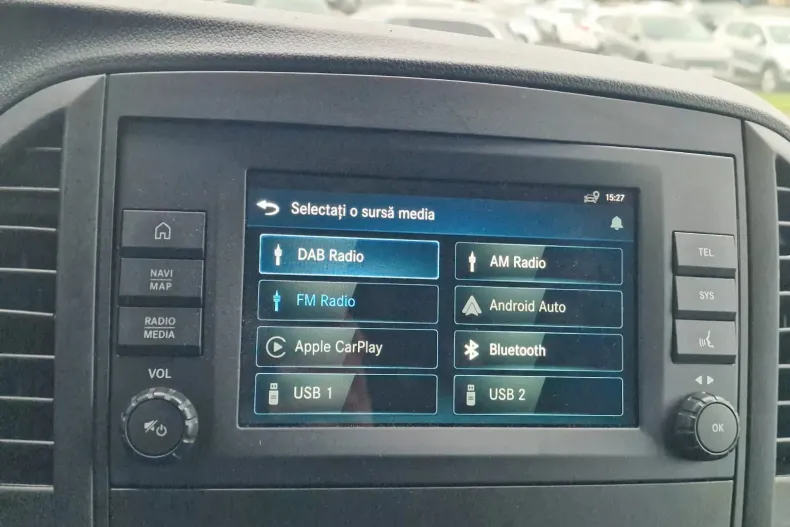 15:27
Selectați o sursă media
DAB Radio
AM Radio
FM Radio
Android Auto
Apple CarPlay
Bluetooth
USB 1
USB 2
NAVI
MAP
RADIO
MEDIA
VOL
TEL
SYS
OK